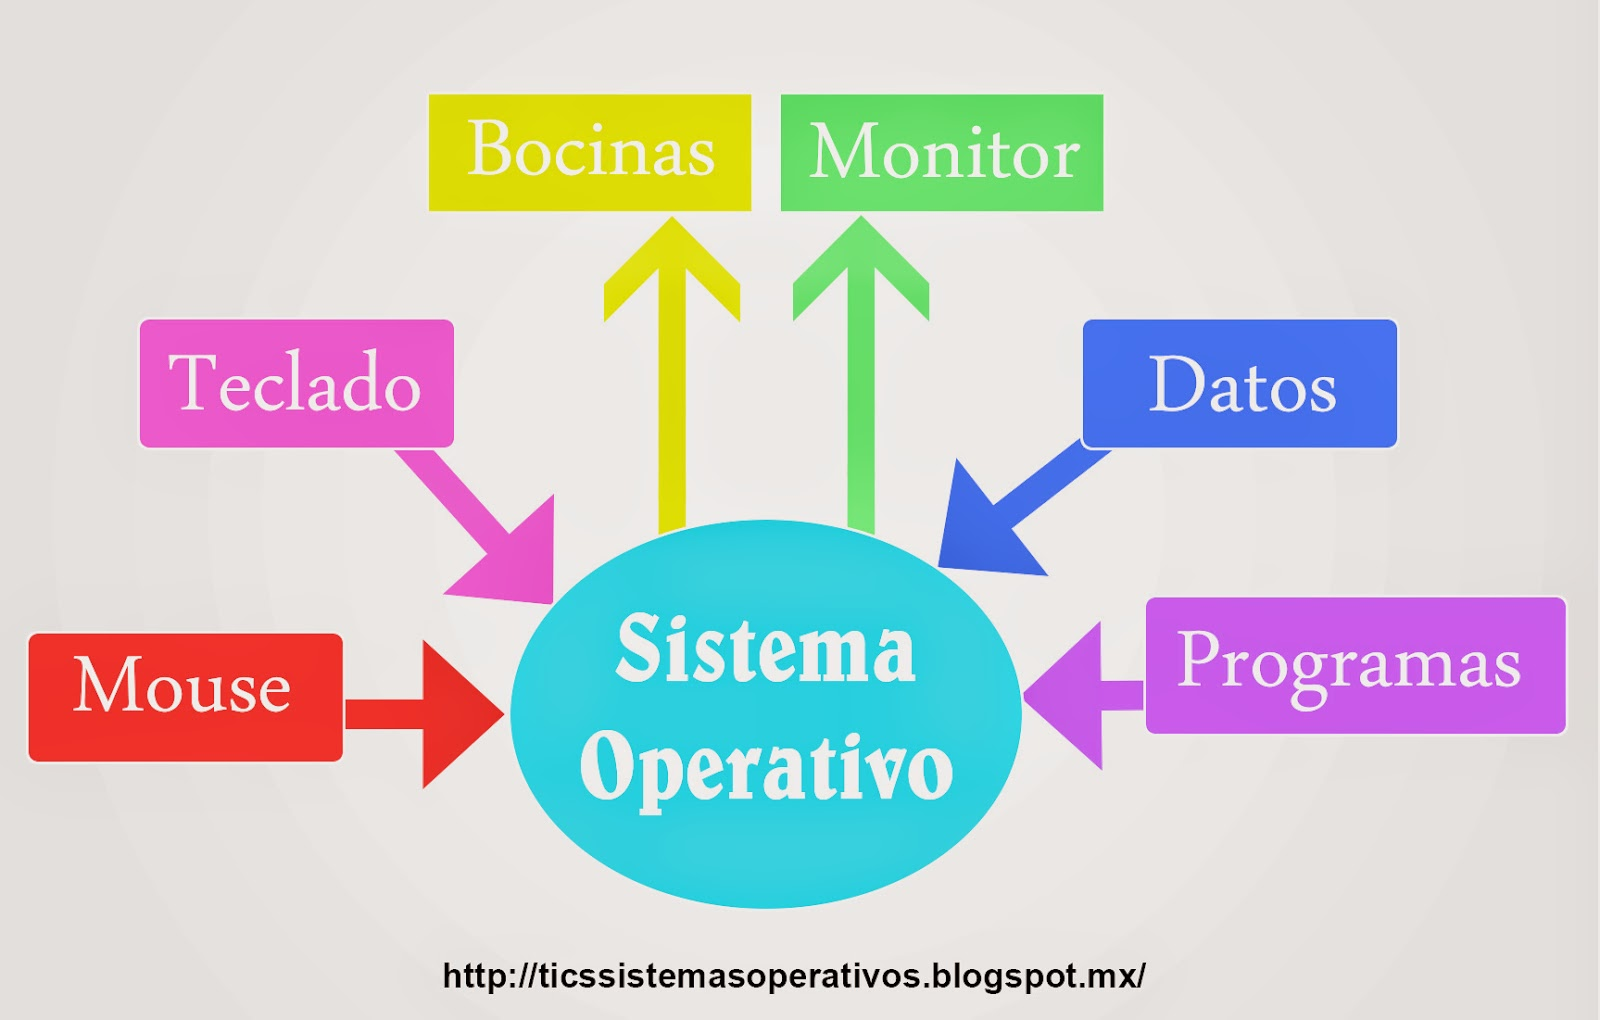 Bocinas
Monitor
Teclado
Datos
Mouse
Sistema
Operativo
Programas
http://ticssistemasoperativos.blogspot.mx/